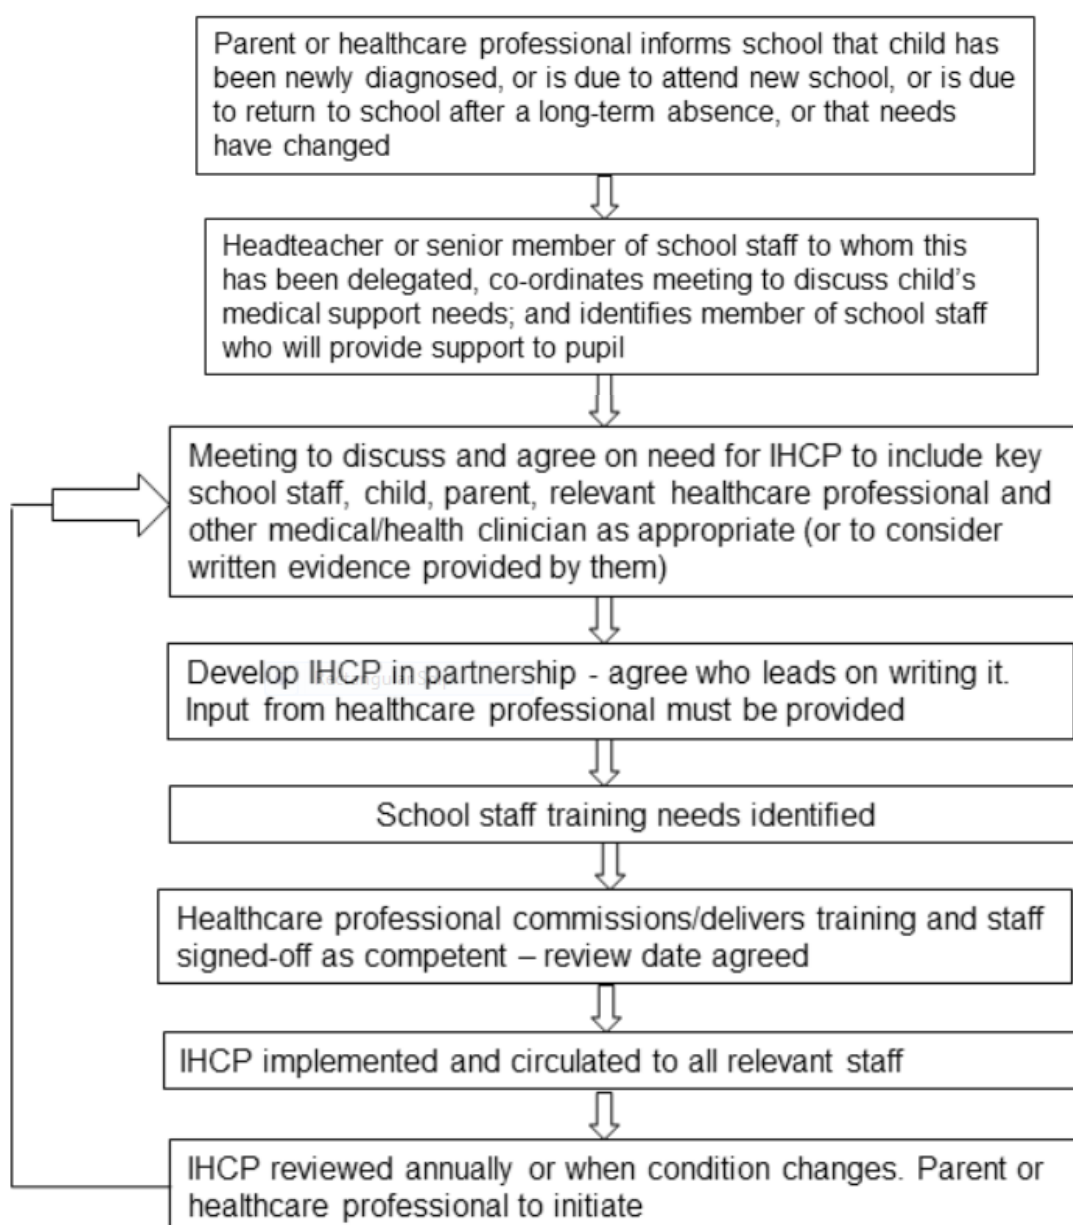 Parent or healthcare professional informs school that child has
been newly diagnosed, or is due to attend new school, or is due
to return to school after a long-term absence, or that needs
have changed
Headteacher or senior member of school staff to whom this
has been delegated, co-ordinates meeting to discuss child's
medical support needs; and identifies member of school staff
who will provide support to pupil
Meeting to discuss and agree on need for IHCP to include key
school staff, child, parent, relevant healthcare professional and
other medical/health clinician as appropriate (or to consider
written evidence provided by them)
Develop IHCP in partnership - agree who leads on writing it.
Input from healthcare professional must be provided
School staff training needs identified
Healthcare professional commissions/delivers training and staff
signed-off as competent – review date agreed
IHCP implemented and circulated to all relevant staff
IHCP reviewed annually or when condition changes. Parent or
healthcare professional to initiate